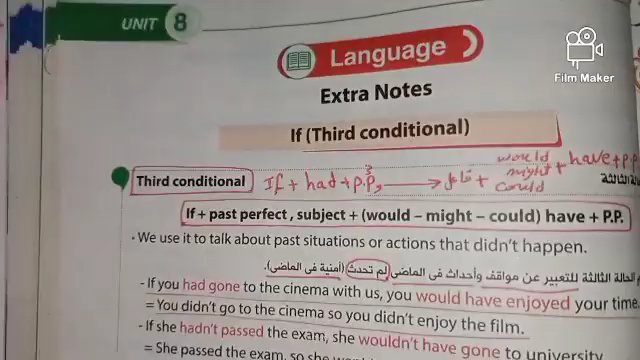 UNIT 8
Language
Film Maker
Extra Notes
If (Third conditional)
would
might + have + p.p
could
Third conditional If + had + p.p, → فاعل +
الثالثة
If + past perfect , subject + (would – might – could) have + P.P.
• We use it to talk about past situations or actions that didn't happen.
الحالة الثالثة للتعبير عن مواقف وأحداث فى الماضى لم تحدث (أمنية فى الماضى).
- If you had gone to the cinema with us, you would have enjoyed your time.
= You didn't go to the cinema so you didn't enjoy the film.
- If she hadn't passed the exam, she wouldn't have gone to university
= She passed the exam, so she